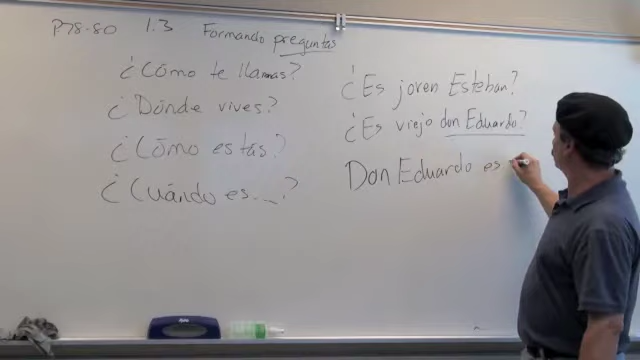 P78-80 1.3 Formando preguntas
¿Cómo te llamas?
¿Dónde vives?
¿Cómo estás?
¿Cuándo es...?
¿Es joven Esteban?
¿Es viejo don Eduardo?
Don Eduardo es